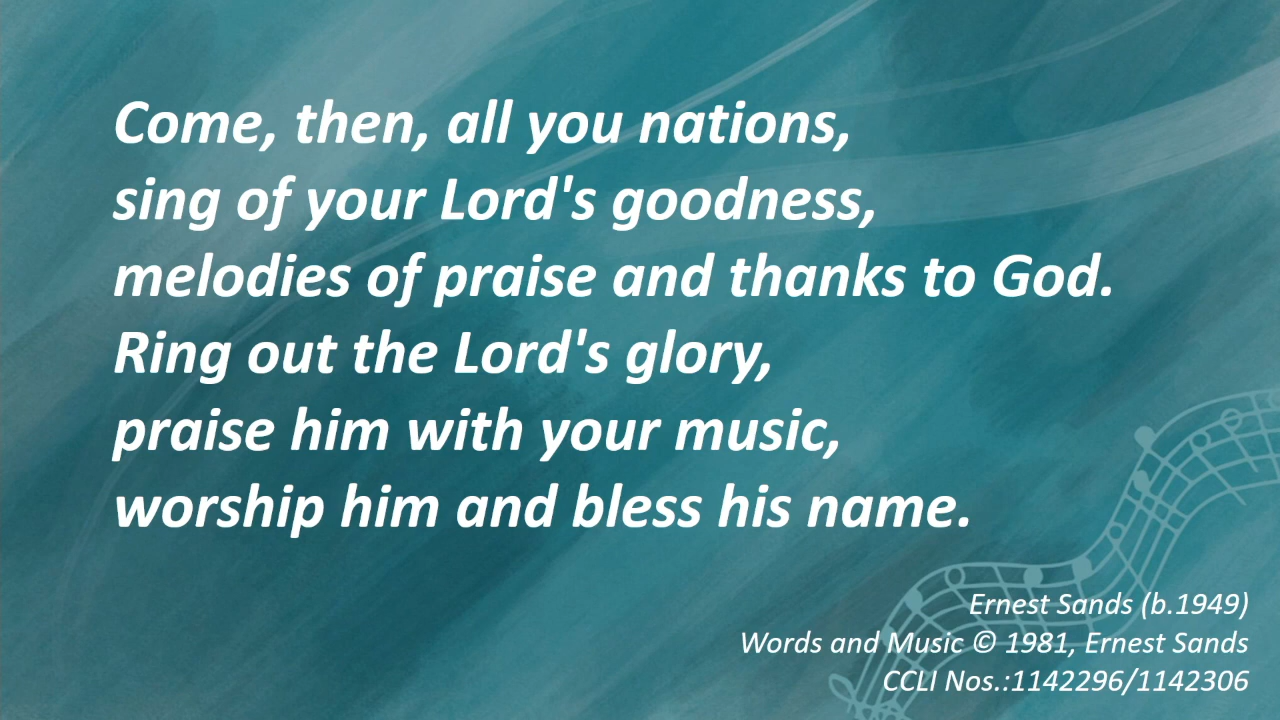 Come, then, all you nations,
sing of your Lord's goodness,
melodies of praise and thanks to God.
Ring out the Lord's glory,
praise him with your music,
worship him and bless his name.
Ernest Sands (b.1949)
Words and Music © 1981, Ernest Sands
CCLI Nos.:1142296/1142306